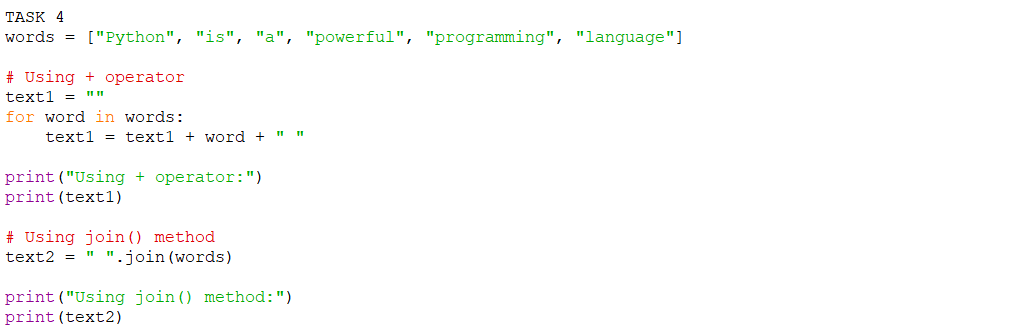 TASK 4
words = ["Python", "is", "a", "powerful", "programming", "language"]

# Using + operator
text1 = ""
for word in words:
    text1 = text1 + word + " "

print("Using + operator:")
print(text1)

# Using join() method
text2 = " ".join(words)

print("Using join() method:")
print(text2)